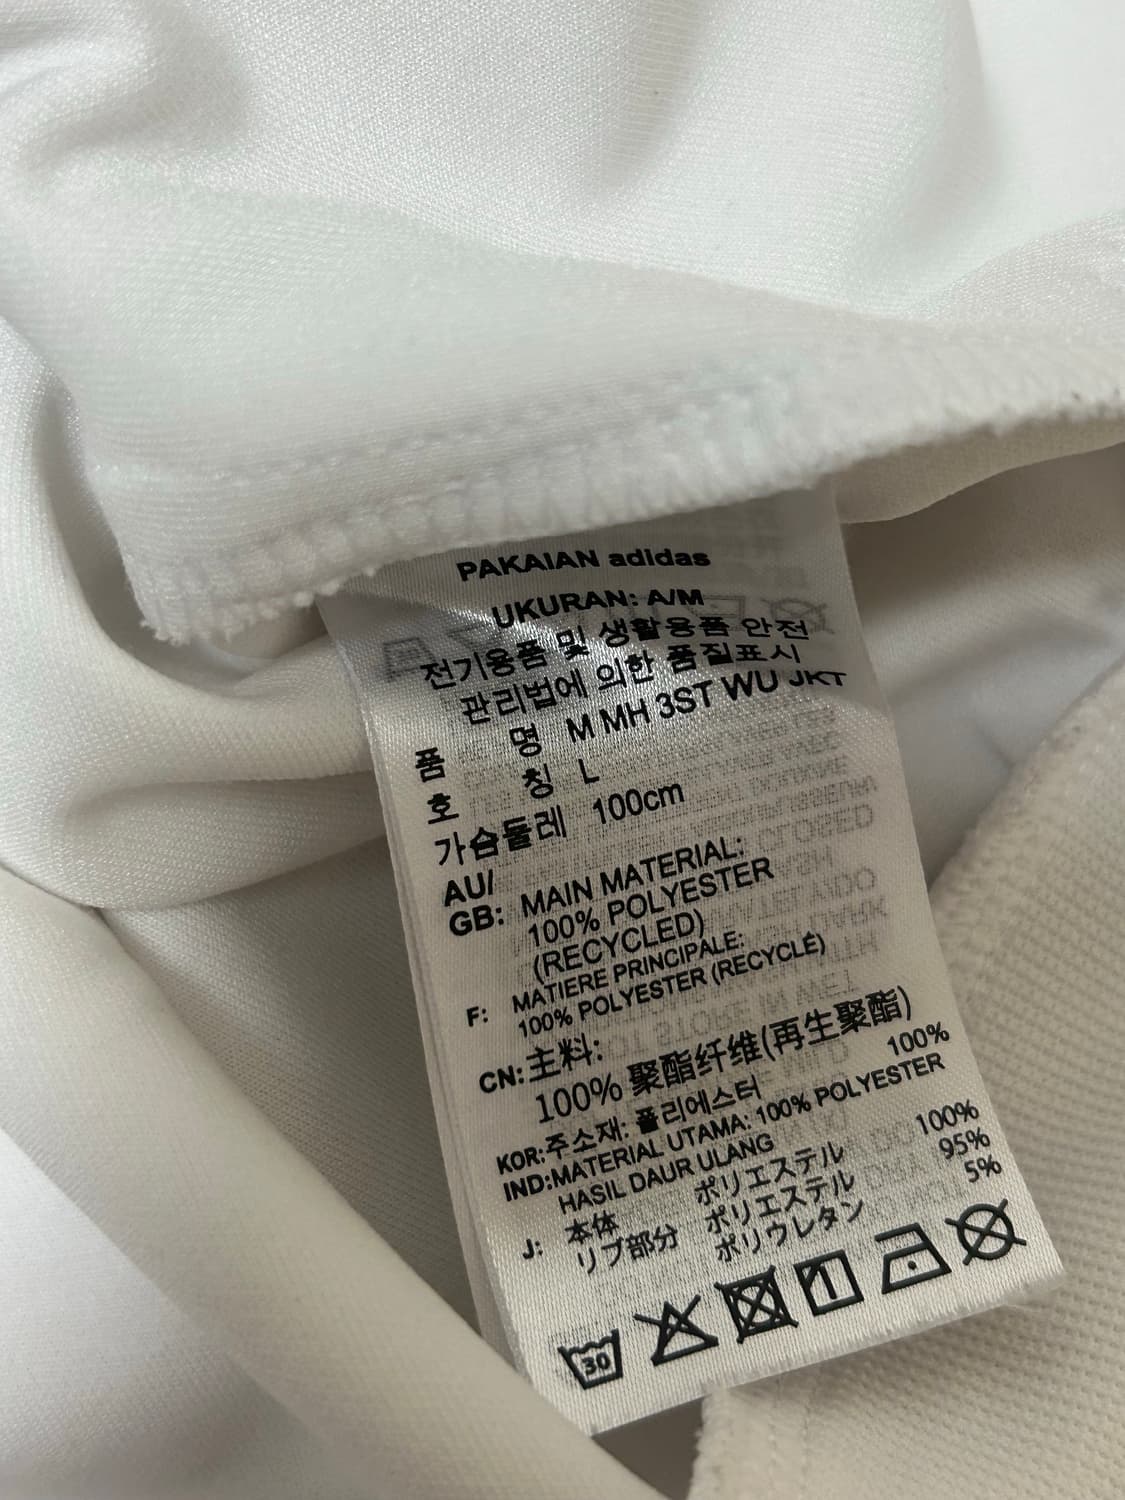 PAKAIAN adidas
UKURAN: A/M
전기용품 및 생활용품 안전
관리법에 의한 품질표시
품 명 M MH 3ST WU JKT
호 칭 L
가슴둘레 100cm
AU/
GB: MAIN MATERIAL:
100% POLYESTER
(RECYCLED)
F: MATIERE PRINCIPALE:
100% POLYESTER (RECYCLÉ)
CN: 主料:
100% 聚酯纤维(再生聚酯)
KOR: 주소재: 폴리에스터 100%
IND: MATERIAL UTAMA: 100% POLYESTER
HASIL DAUR ULANG
J: 本体 ポリエステル 100%
リブ部分 ポリエステル 95%
ポリウレタン 5%
30